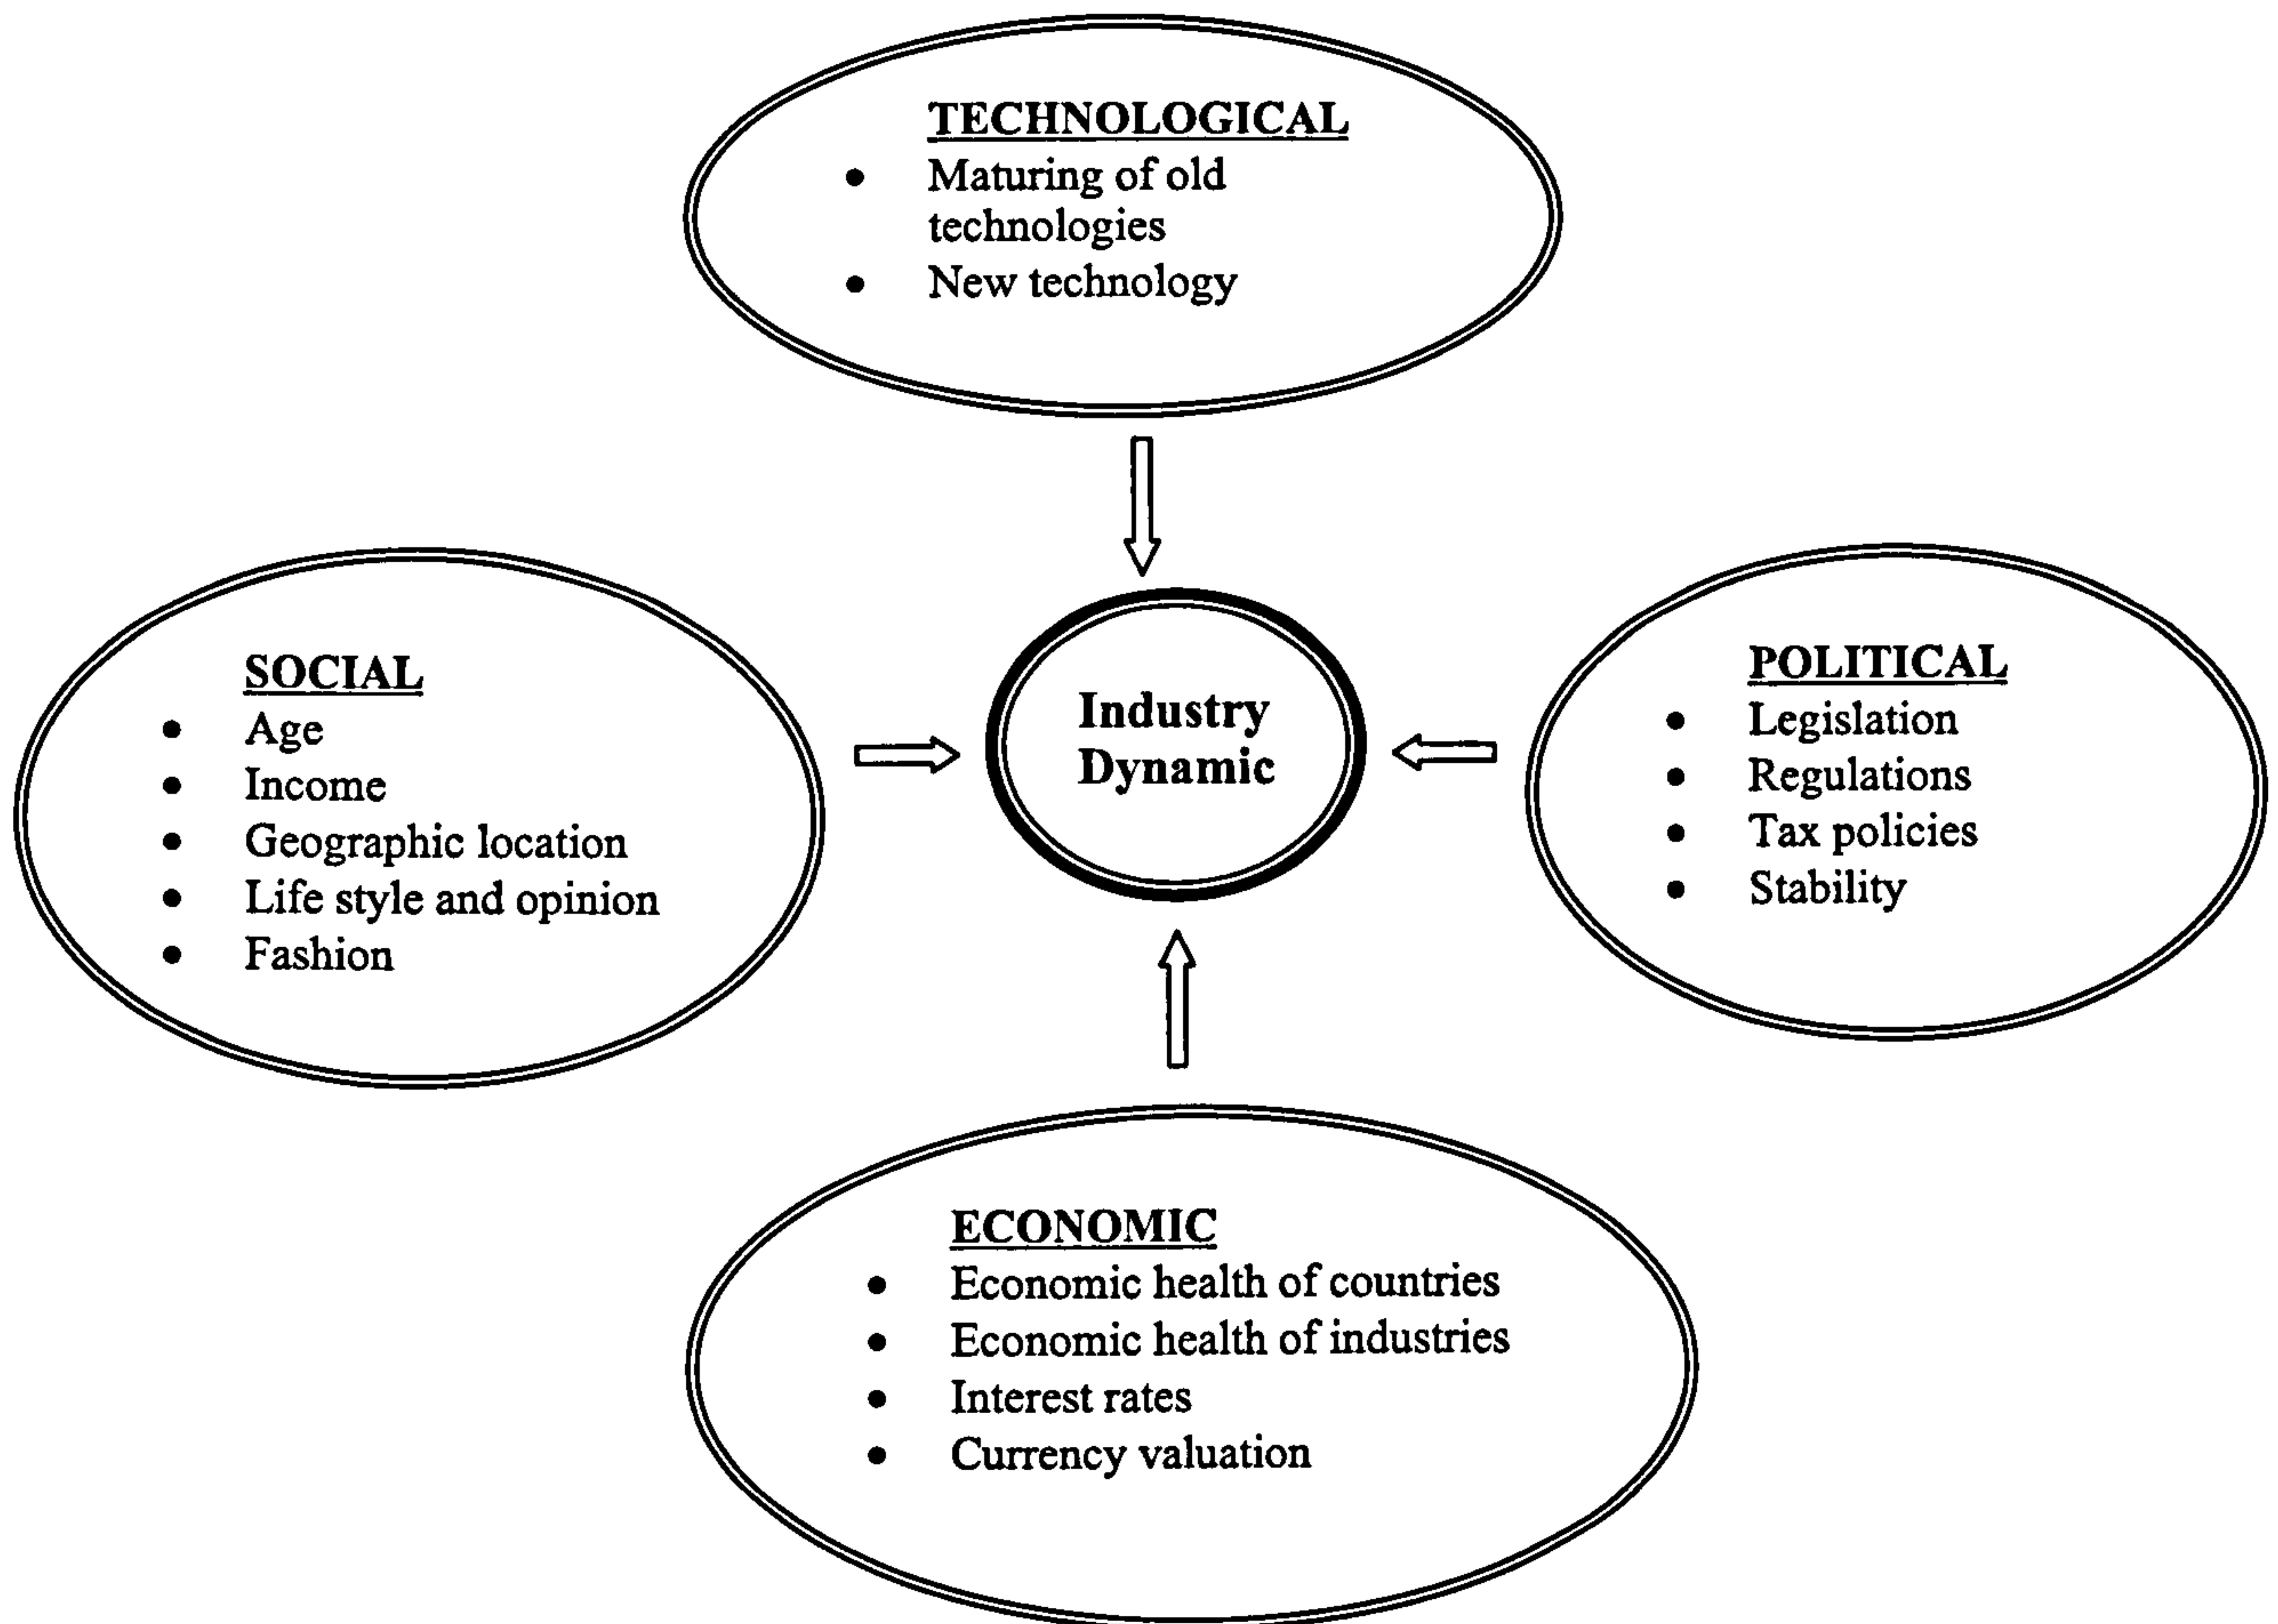 TECHNOLOGICAL
• Maturing of old
technologies
• New technology
SOCIAL
• Age
• Income
• Geographic location
• Life style and opinion
• Fashion
Industry
Dynamic
POLITICAL
• Legislation
• Regulations
• Tax policies
• Stability
ECONOMIC
• Economic health of countries
• Economic health of industries
• Interest rates
• Currency valuation